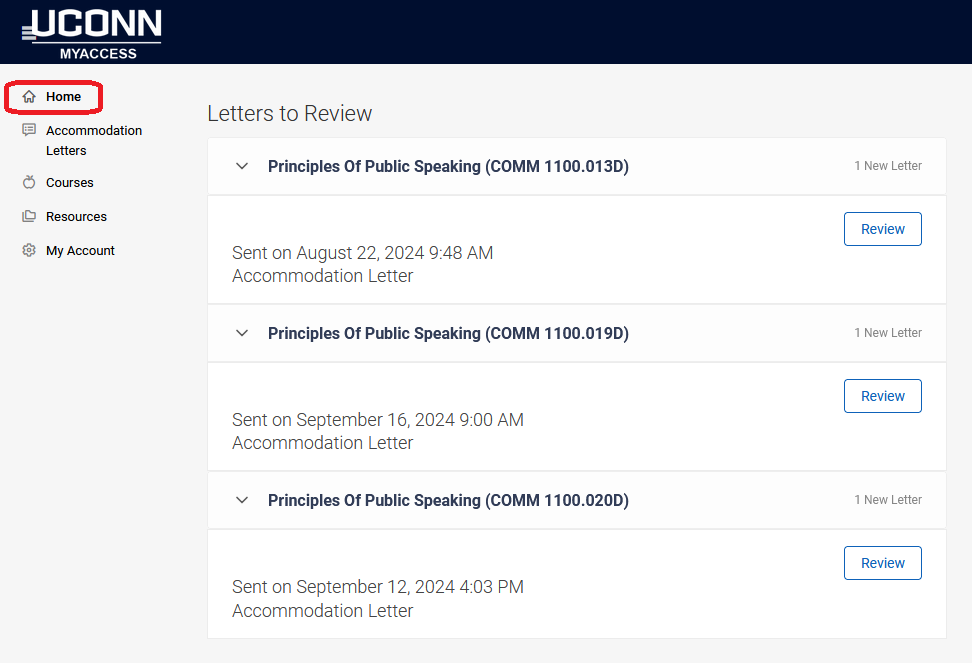 UCONN
MYACCESS
Home
Accommodation
Letters
Courses
Resources
My Account
Letters to Review
Principles Of Public Speaking (COMM 1100.013D) 1 New Letter
Review
Sent on August 22, 2024 9:48 AM
Accommodation Letter
Principles Of Public Speaking (COMM 1100.019D) 1 New Letter
Review
Sent on September 16, 2024 9:00 AM
Accommodation Letter
Principles Of Public Speaking (COMM 1100.020D) 1 New Letter
Review
Sent on September 12, 2024 4:03 PM
Accommodation Letter